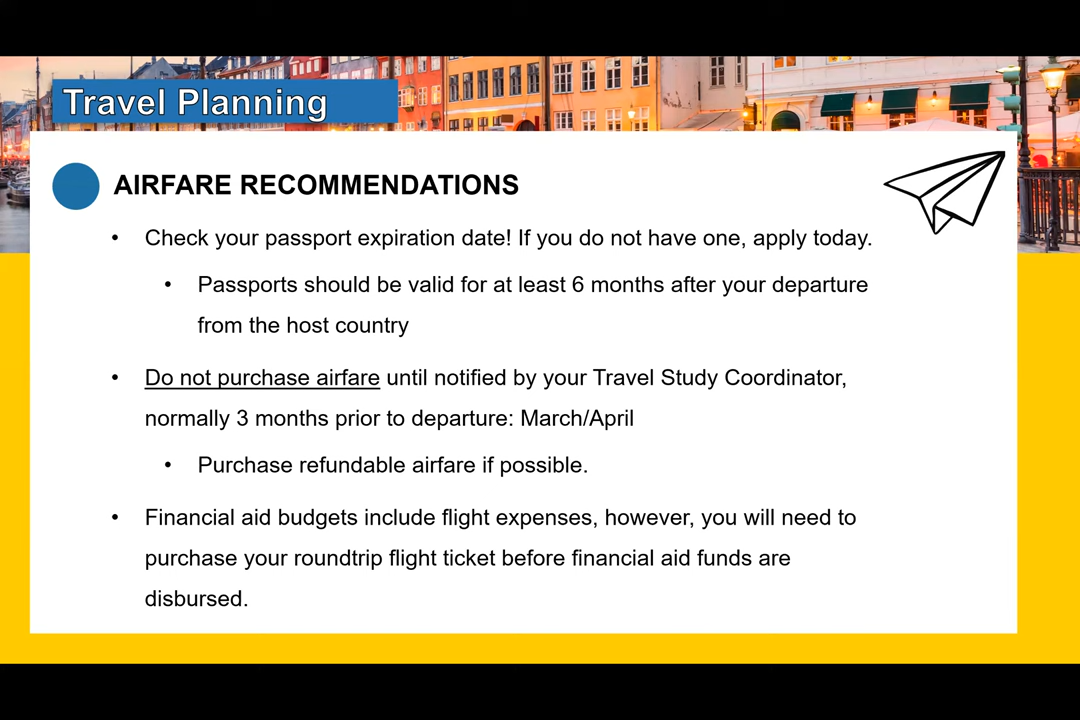 Travel Planning
AIRFARE RECOMMENDATIONS
• Check your passport expiration date! If you do not have one, apply today.
• Passports should be valid for at least 6 months after your departure
from the host country
• Do not purchase airfare until notified by your Travel Study Coordinator,
normally 3 months prior to departure: March/April
• Purchase refundable airfare if possible.
• Financial aid budgets include flight expenses, however, you will need to
purchase your roundtrip flight ticket before financial aid funds are
disbursed.